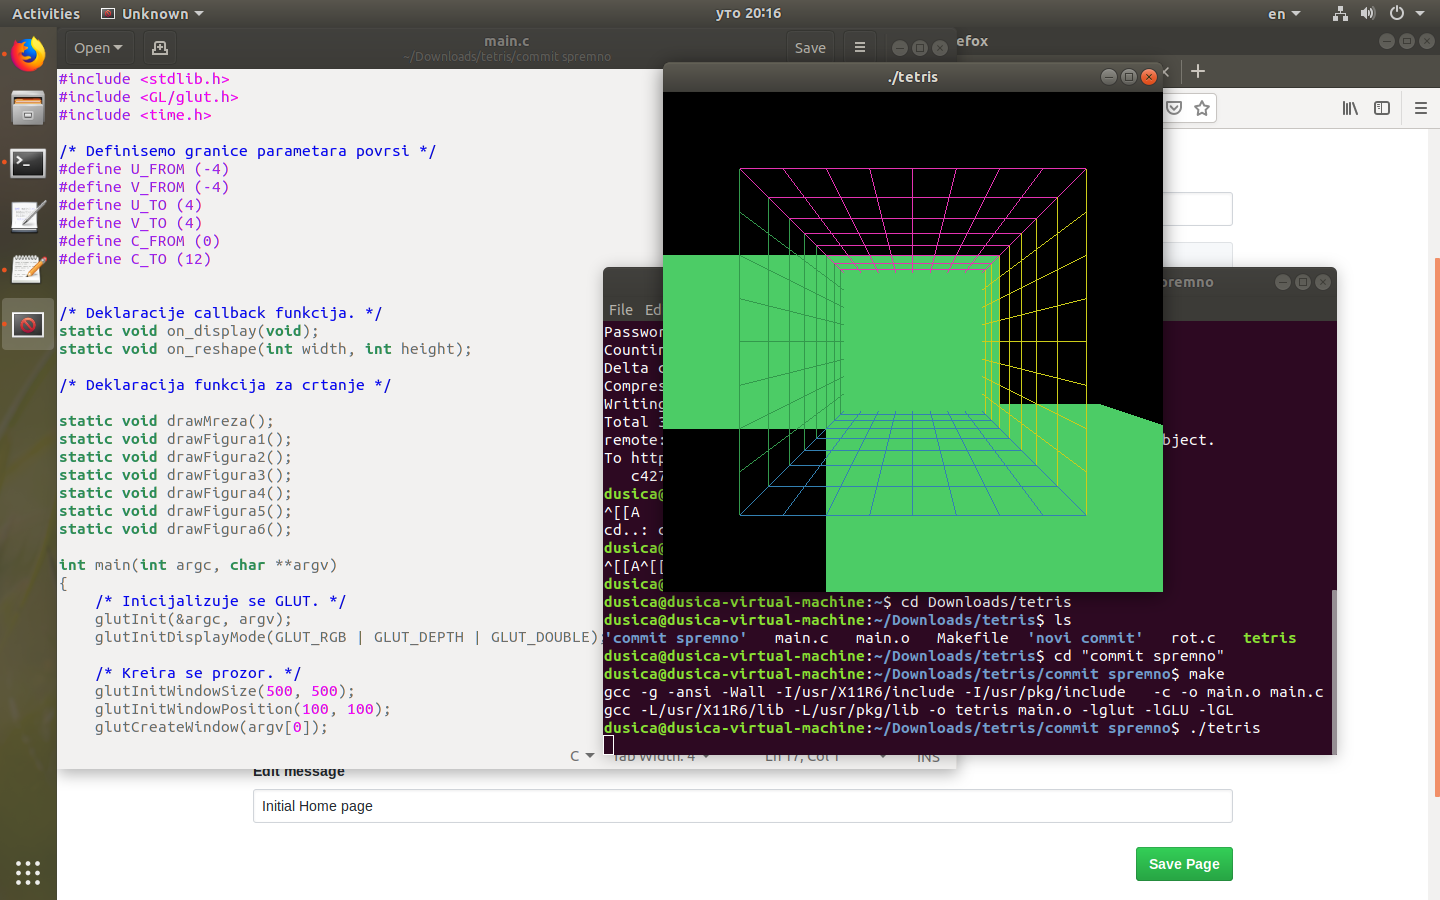 Activities
Unknown
уто 20:16
en
Open
main.c
~/Downloads/tetris/commit spremno
Save
efox
./tetris
#include <stdlib.h>
#include <GL/glut.h>
#include <time.h>
/* Definisemo granice parametara povrsi */
#define U_FROM (-4)
#define V_FROM (-4)
#define U_TO (4)
#define V_TO (4)
#define C_FROM (0)
#define C_TO (12)
/* Deklaracije callback funkcija. */
static void on_display(void);
static void on_reshape(int width, int height);
/* Deklaracija funkcija za crtanje */
static void drawMreza();
static void drawFigura1();
static void drawFigura2();
static void drawFigura3();
static void drawFigura4();
static void drawFigura5();
static void drawFigura6();
int main(int argc, char **argv)
{
/* Inicijalizuje se GLUT. */
glutInit(&argc, argv);
glutInitDisplayMode(GLUT_RGB | GLUT_DEPTH | GLUT_DOUBLE);
/* Kreira se prozor. */
glutInitWindowSize(500, 500);
glutInitWindowPosition(100, 100);
glutCreateWindow(argv[0]);
C
Tab Width: 4
Ln 17, Col 1
INS
premno
File Ed
Passwor
Countin
Delta c
Compres
Writing
Total 3
remote: bject.
To http
c427
dusica@
^[[A
cd..: c
dusica@
^[[A^[[
dusica@
dusica@dusica-virtual-machine:~$ cd Downloads/tetris
dusica@dusica-virtual-machine:~/Downloads/tetris$ ls
'commit spremno' main.c main.o Makefile 'novi commit' rot.c tetris
dusica@dusica-virtual-machine:~/Downloads/tetris$ cd "commit spremno"
dusica@dusica-virtual-machine:~/Downloads/tetris/commit spremno$ make
gcc -g -ansi -Wall -I/usr/X11R6/include -I/usr/pkg/include -c -o main.o main.c
gcc -L/usr/X11R6/lib -L/usr/pkg/lib -o tetris main.o -lglut -lGLU -lGL
dusica@dusica-virtual-machine:~/Downloads/tetris/commit spremno$ ./tetris
Edit message
Initial Home page
Save Page